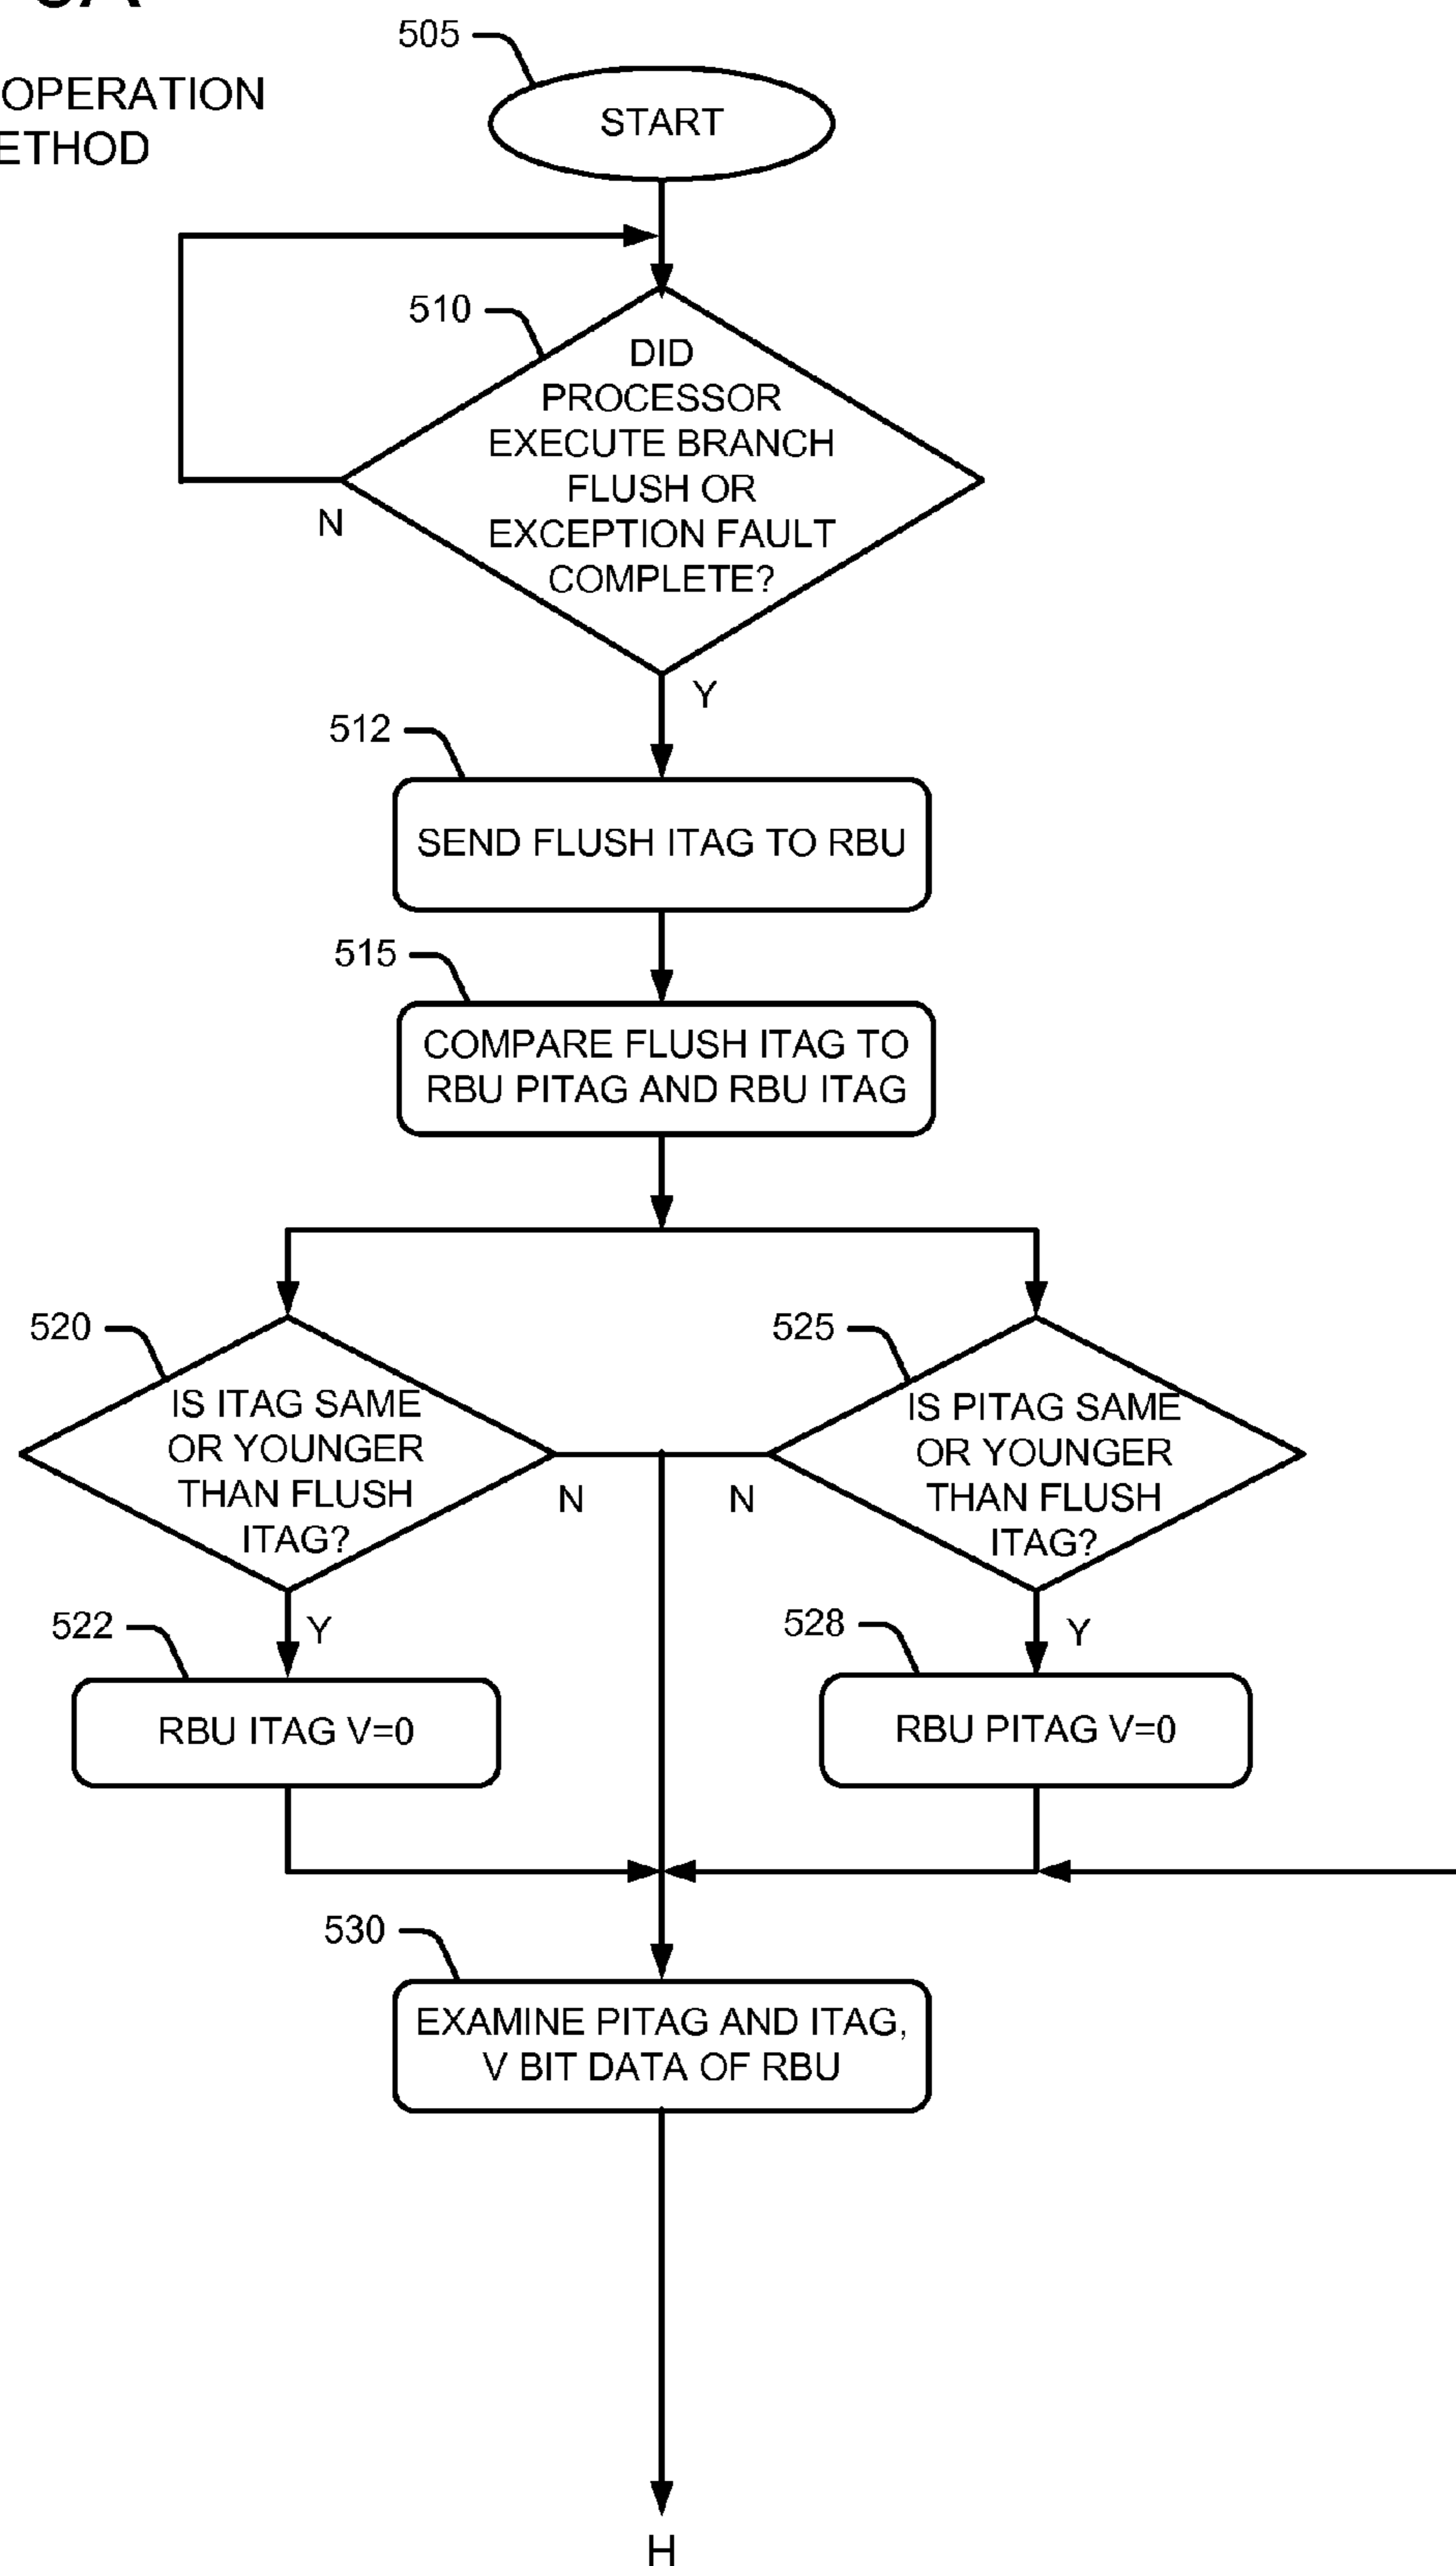 505
OPERATION
START
510
DID
PROCESSOR
EXECUTE BRANCH
FLUSH OR
EXCEPTION FAULT
COMPLETE?
N
Y
512
SEND FLUSH ITAG TO RBU
515
COMPARE FLUSH ITAG TO
RBU PITAG AND RBU ITAG
520
IS ITAG SAME
OR YOUNGER
THAN FLUSH
ITAG?
N
Y
525
IS PITAG SAME
OR YOUNGER
THAN FLUSH
ITAG?
N
Y
522
RBU ITAG V=0
528
RBU PITAG V=0
530
EXAMINE PITAG AND ITAG,
V BIT DATA OF RBU
H